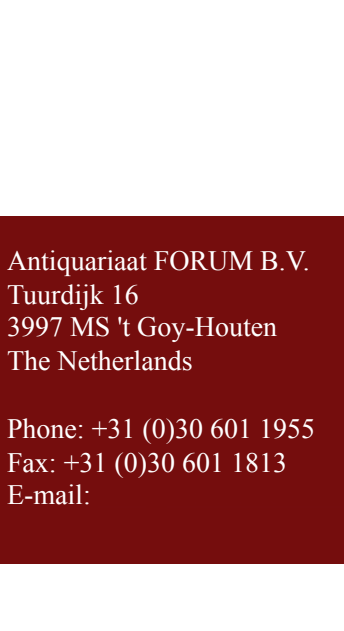 Antiquariaat FORUM B.V.
Tuurdijk 16
3997 MS 't Goy-Houten
The Netherlands
Phone: +31 (0)30 601 1955
Fax: +31 (0)30 601 1813
E-mail: